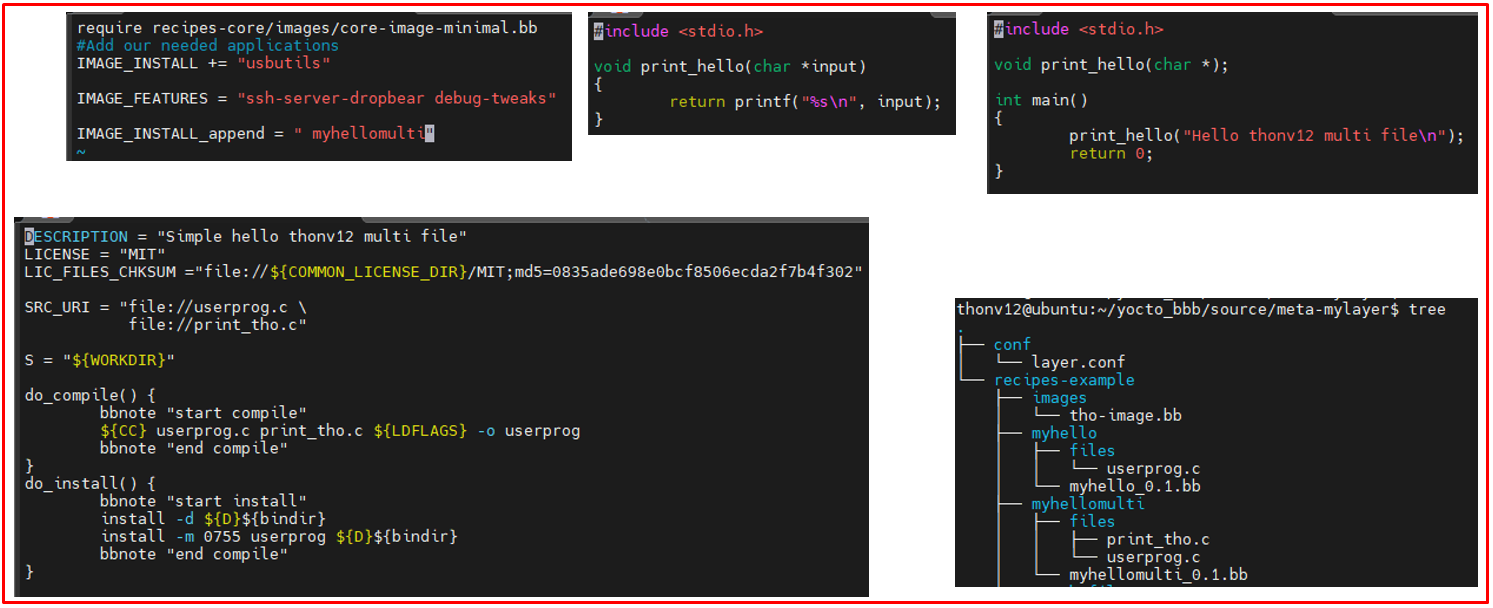 require recipes-core/images/core-image-minimal.bb
#Add our needed applications
IMAGE_INSTALL += "usbutils"
IMAGE_FEATURES = "ssh-server-dropbear debug-tweaks"
IMAGE_INSTALL_append = " myhellomulti"
~
#include <stdio.h>
void print_hello(char *input)
{
        return printf("%s\n", input);
}
#include <stdio.h>
void print_hello(char *);
int main()
{
        print_hello("Hello thonv12 multi file\n");
        return 0;
}
DESCRIPTION = "Simple hello thonv12 multi file"
LICENSE = "MIT"
LIC_FILES_CHKSUM ="file://${COMMON_LICENSE_DIR}/MIT;md5=0835ade698e0bcf8506ecda2f7b4f302"
SRC_URI = "file://userprog.c \
           file://print_tho.c"
S = "${WORKDIR}"
do_compile() {
        bbnote "start compile"
        ${CC} userprog.c print_tho.c ${LDFLAGS} -o userprog
        bbnote "end compile"
}
do_install() {
        bbnote "start install"
        install -d ${D}${bindir}
        install -m 0755 userprog ${D}${bindir}
        bbnote "end compile"
}
thonv12@ubuntu:~/yocto_bbb/source/meta-mylayer$ tree
.
├── conf
│   └── layer.conf
└── recipes-example
    ├── images
    │   └── tho-image.bb
    ├── myhello
    │   ├── files
    │   │   └── userprog.c
    │   └── myhello_0.1.bb
    ├── myhellomulti
    │   ├── files
    │   │   ├── print_tho.c
    │   │   └── userprog.c
    │   └── myhellomulti_0.1.bb